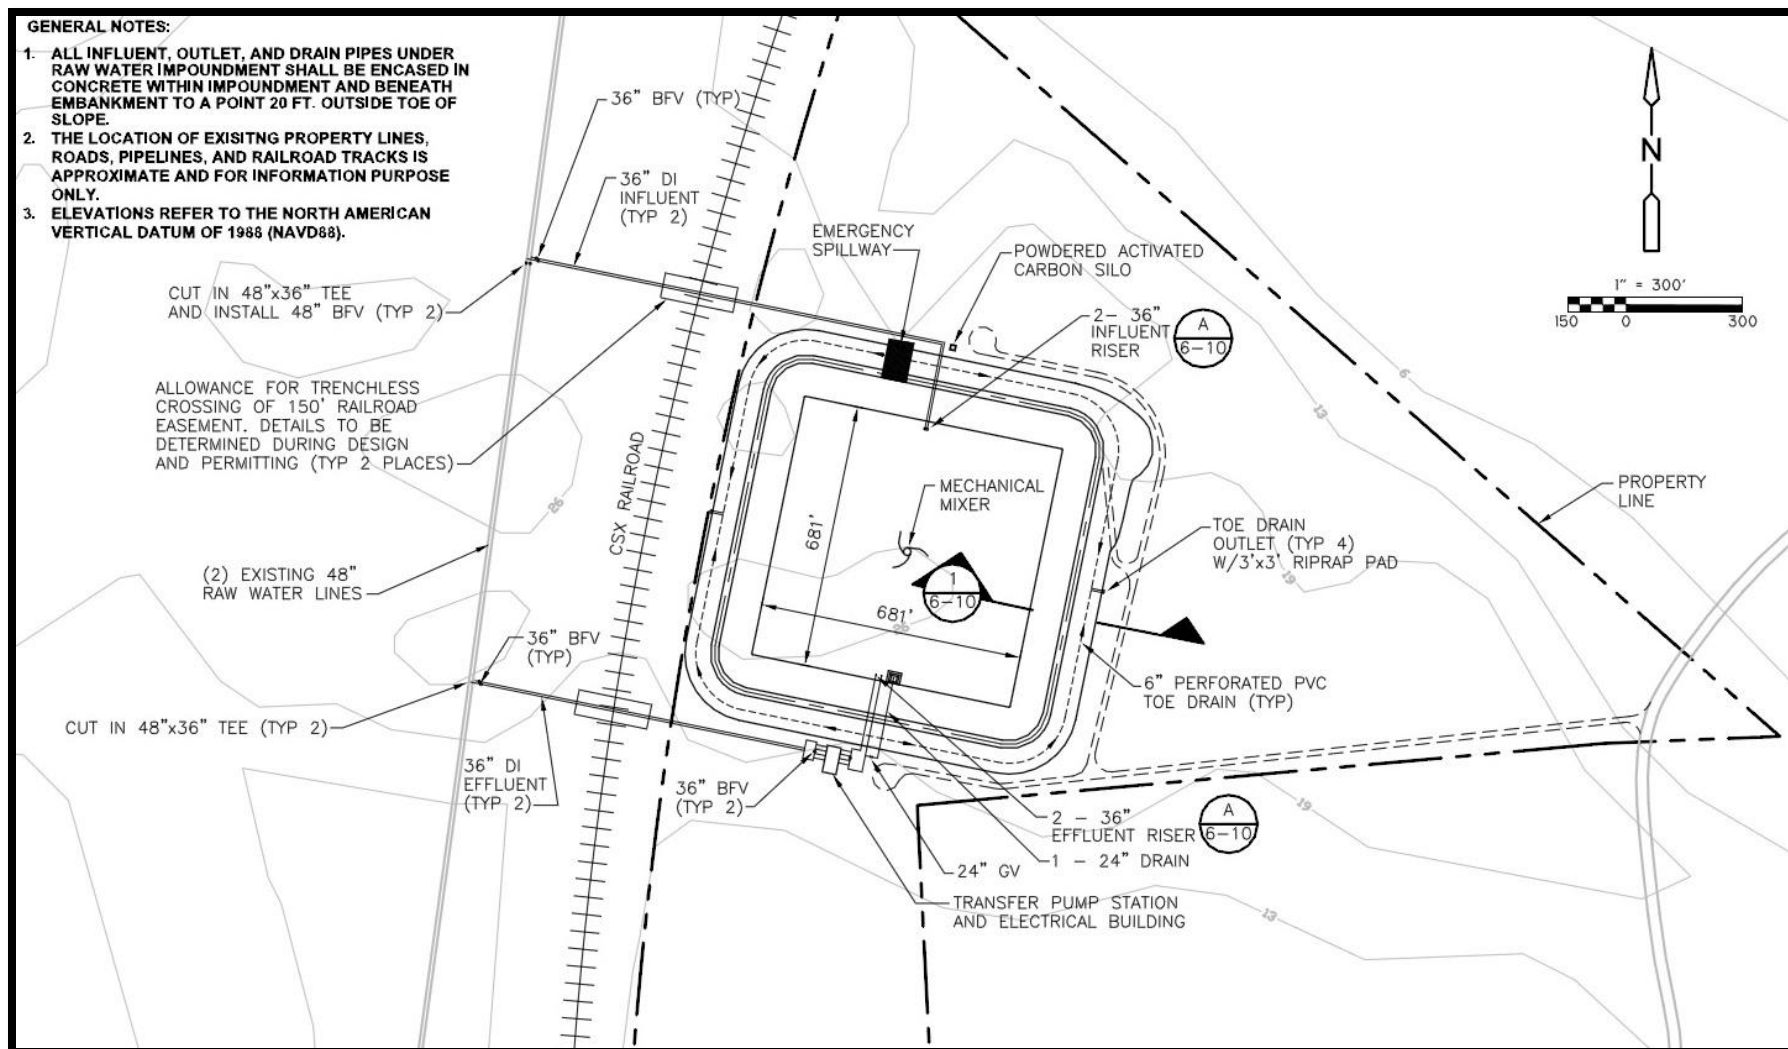 GENERAL NOTES:
1. ALL INFLUENT, OUTLET, AND DRAIN PIPES UNDER
RAW WATER IMPOUNDMENT SHALL BE ENCASED IN
CONCRETE WITHIN IMPOUNDMENT AND BENEATH
EMBANKMENT TO A POINT 20 FT. OUTSIDE TOE OF
SLOPE.
2. THE LOCATION OF EXISITNG PROPERTY LINES,
ROADS, PIPELINES, AND RAILROAD TRACKS IS
APPROXIMATE AND FOR INFORMATION PURPOSE
ONLY.
3. ELEVATIONS REFER TO THE NORTH AMERICAN
VERTICAL DATUM OF 1988 (NAVD88).
36" BFV (TYP)
36" DI
INFLUENT
(TYP 2)
CUT IN 48"x36" TEE
AND INSTALL 48" BFV (TYP 2)
ALLOWANCE FOR TRENCHLESS
CROSSING OF 150' RAILROAD
EASEMENT. DETAILS TO BE
DETERMINED DURING DESIGN
AND PERMITTING (TYP 2 PLACES)
(2) EXISTING 48"
RAW WATER LINES
36" BFV
(TYP)
CUT IN 48"x36" TEE (TYP 2)
36" DI
EFFLUENT
(TYP 2)
CSX RAILROAD
26
EMERGENCY
SPILLWAY
POWDERED ACTIVATED
CARBON SILO
2- 36"
INFLUENT
RISER
A
6-10
MECHANICAL
MIXER
681'
681'
1
6-10
26
N
1" = 300'
150 0 300
6
13
19
PROPERTY
LINE
TOE DRAIN
OUTLET (TYP 4)
W/3'x3' RIPRAP PAD
6" PERFORATED PVC
TOE DRAIN (TYP)
36" BFV
(TYP 2)
2 - 36"
EFFLUENT RISER
A
6-10
1 - 24" DRAIN
24" GV
TRANSFER PUMP STATION
AND ELECTRICAL BUILDING
19
13